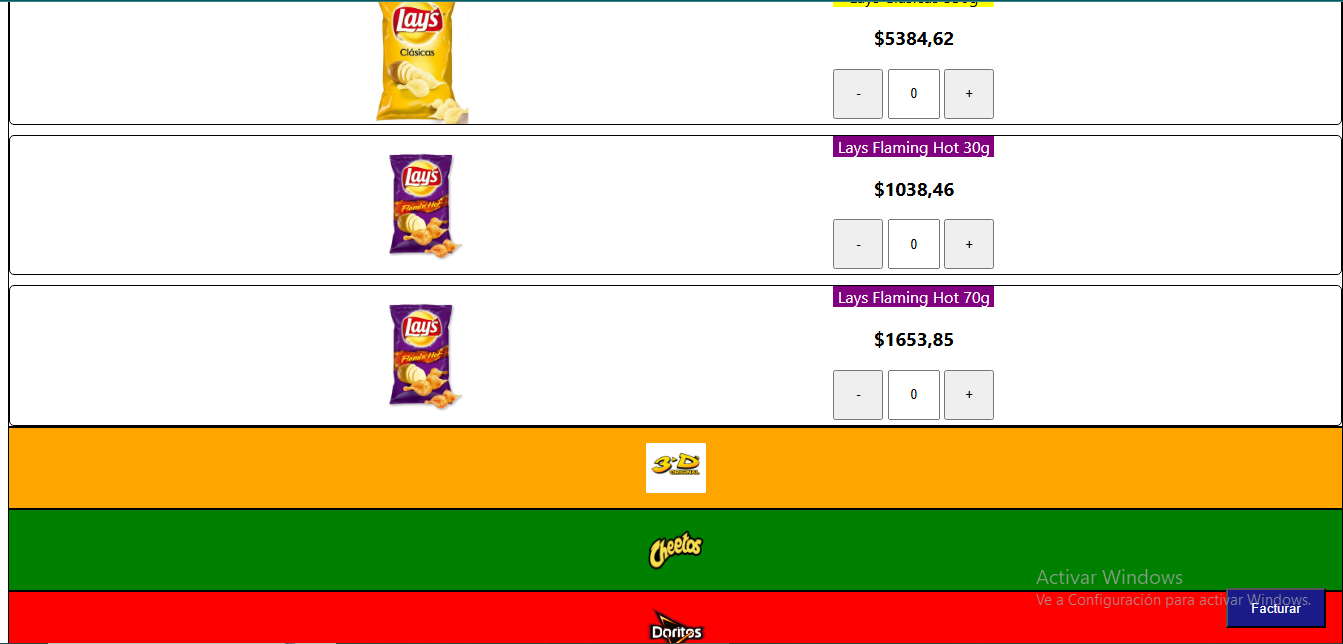 Lay's
Clásicas
$5384,62
-
0
+
Lays Flaming Hot 30g
Lay's
Flamin' Hot
$1038,46
-
0
+
Lays Flaming Hot 70g
Lay's
Flamin' Hot
$1653,85
-
0
+
3D
ORIGINAL
Cheetos
Activar Windows
Ve a Configuración para activar Windows.
Facturar
Doritos